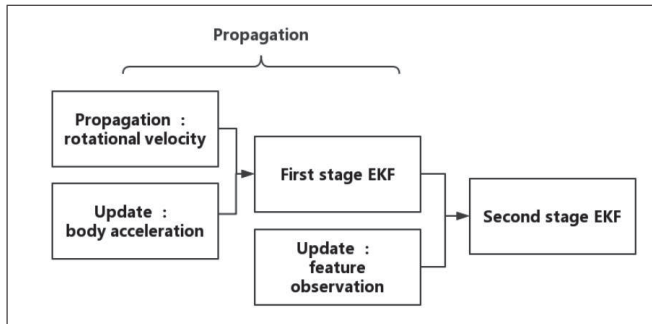 Propagation
Propagation :
rotational velocity
Update :
body acceleration
First stage EKF
Update :
feature
observation
Second stage EKF